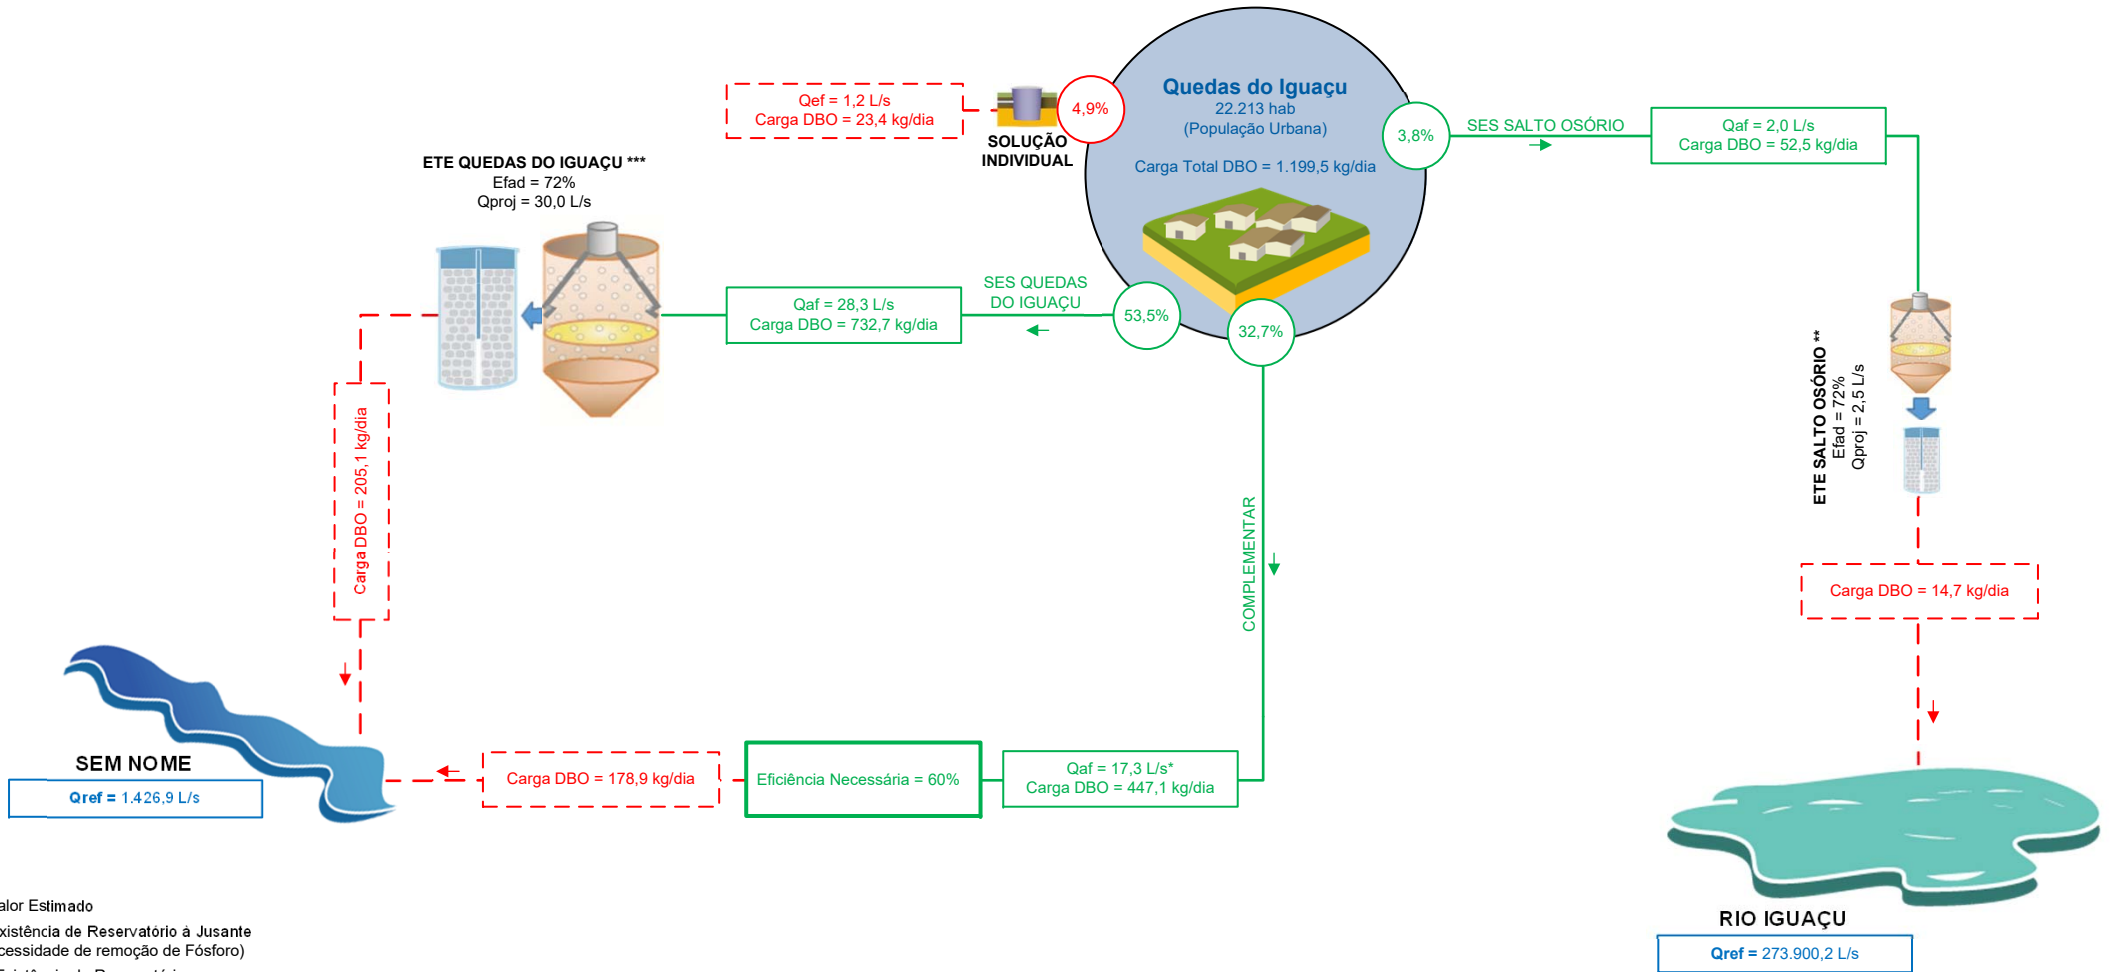 Quedas do Iguaçu
22.213 hab
(População Urbana)
Carga Total DBO = 1.199,5 kg/dia
4,9%
Qef = 1,2 L/s
Carga DBO = 23,4 kg/dia
SOLUÇÃO
INDIVIDUAL
3,8%
SES SALTO OSÓRIO
Qaf = 2,0 L/s
Carga DBO = 52,5 kg/dia
ETE QUEDAS DO IGUAÇU ***
Efad = 72%
Qproj = 30,0 L/s
SES QUEDAS
DO IGUAÇU
53,5%
32,7%
Qaf = 28,3 L/s
Carga DBO = 732,7 kg/dia
ETE SALTO OSÓRIO **
Efad = 72%
Qproj = 2,5 L/s
Carga DBO = 205,1 kg/dia
COMPLEMENTAR
Carga DBO = 14,7 kg/dia
SEM NOME
Qref = 1.426,9 L/s
Carga DBO = 178,9 kg/dia
Eficiência Necessária = 60%
Qaf = 17,3 L/s*
Carga DBO = 447,1 kg/dia
RIO IGUAÇU
Qref = 273.900,2 L/s
alor Estimado
xistência de Reservatório à Jusante
cessidade de remoção de Fósforo)